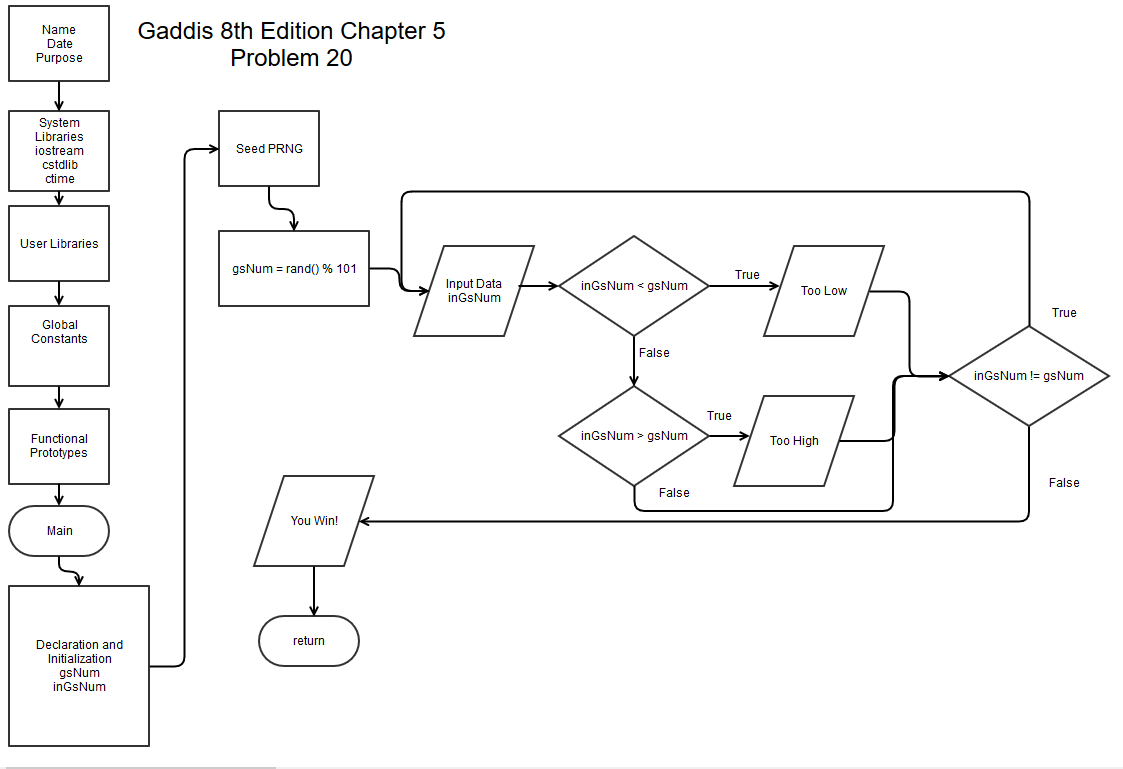 Gaddis 8th Edition Chapter 5
Problem 20
Name
Date
Purpose
System
Libraries
iostream
cstdlib
ctime
User Libraries
Global
Constants
Functional
Prototypes
Main
Declaration and
Initialization
gsNum
inGsNum
Seed PRNG
gsNum = rand() % 101
Input Data
inGsNum
inGsNum < gsNum
True
Too Low
False
inGsNum > gsNum
True
Too High
False
inGsNum != gsNum
True
False
You Win!
return